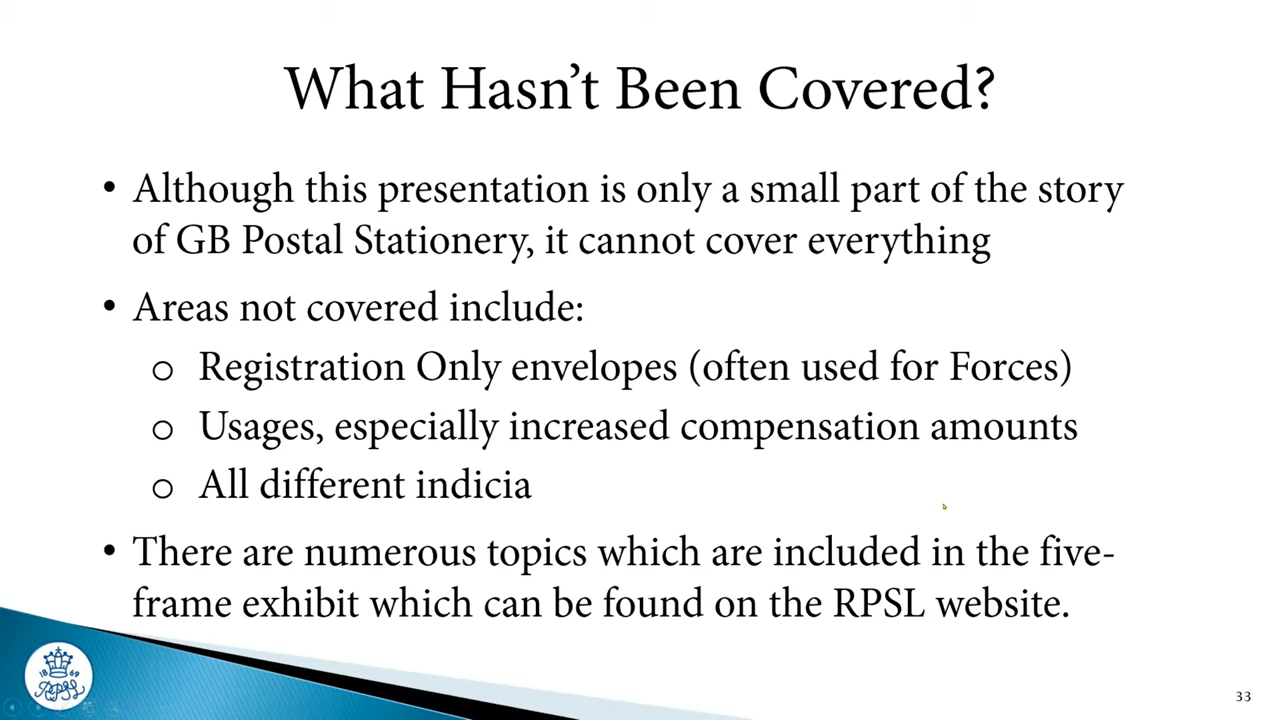 What Hasn’t Been Covered?
• Although this presentation is only a small part of the story
of GB Postal Stationery, it cannot cover everything
• Areas not covered include:
o Registration Only envelopes (often used for Forces)
o Usages, especially increased compensation amounts
o All different indicia
• There are numerous topics which are included in the five-
frame exhibit which can be found on the RPSL website.
18 69
RPSL
33